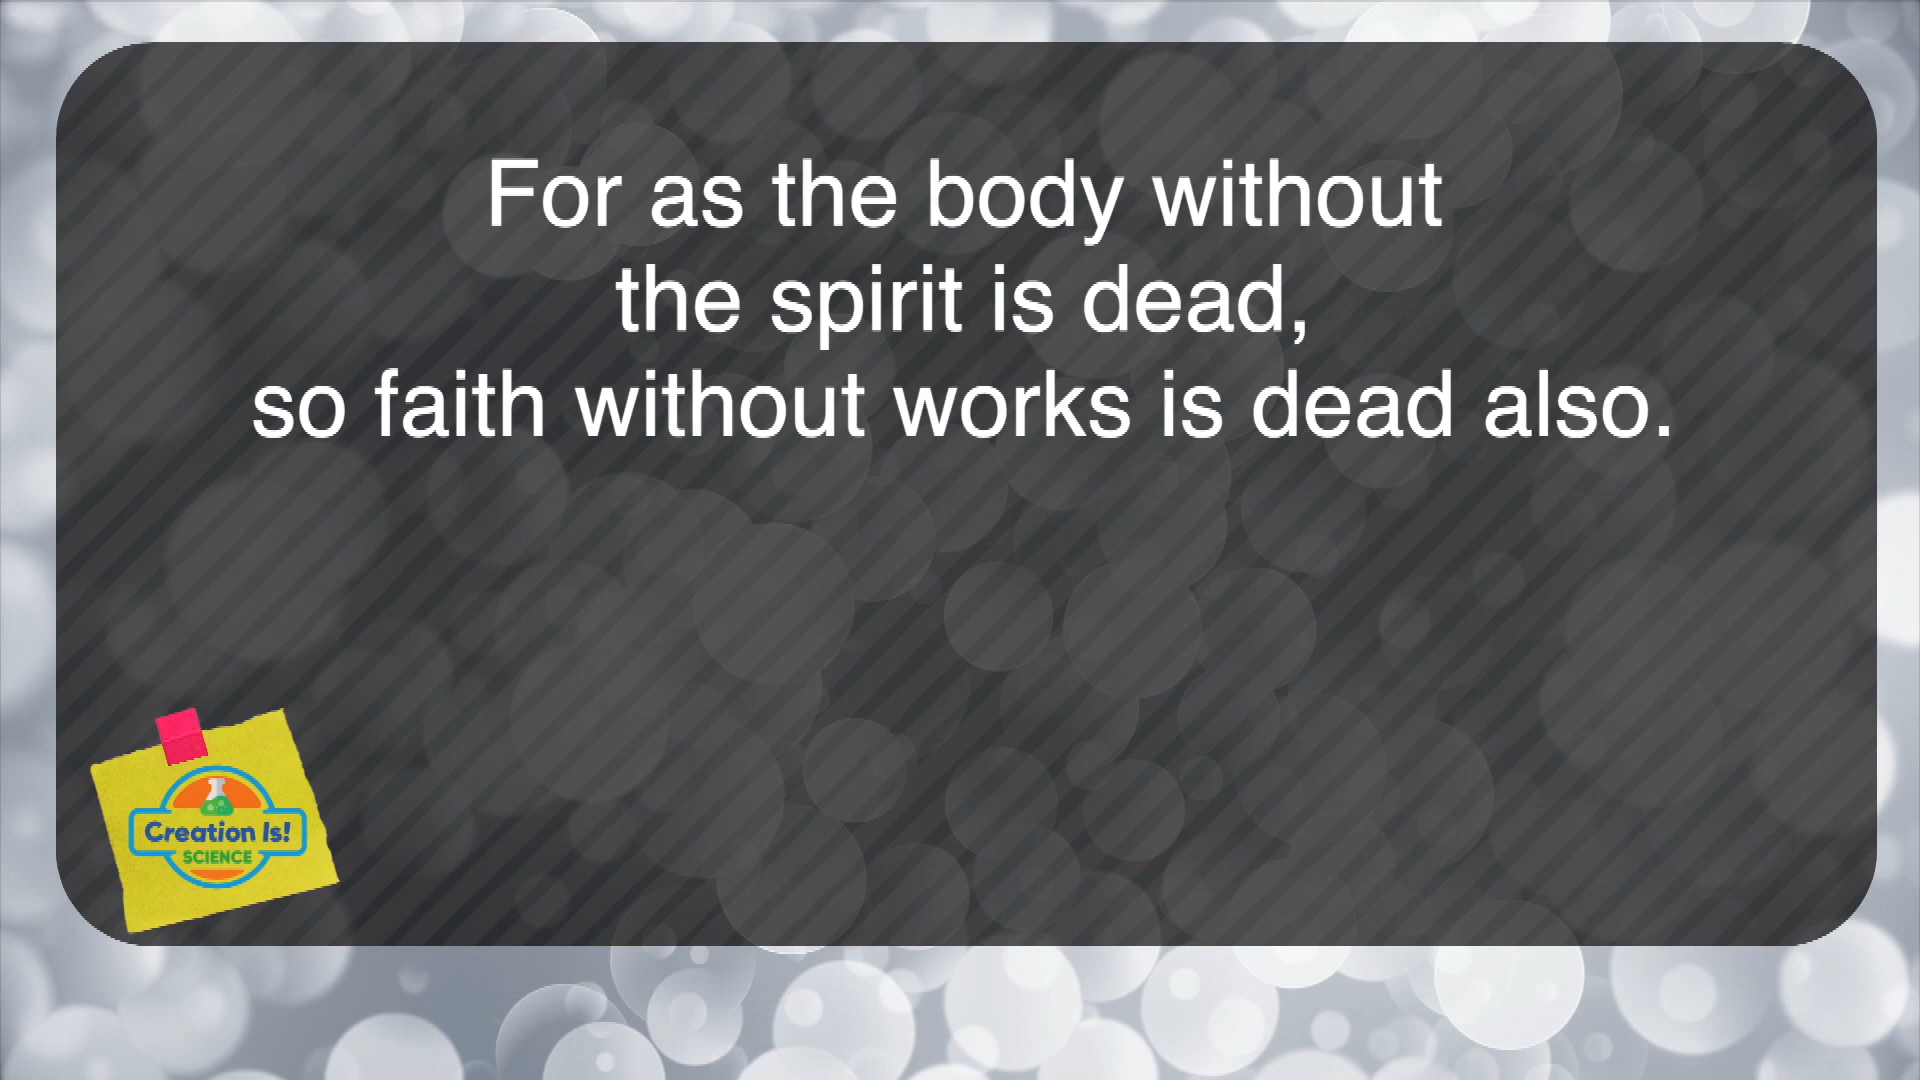 For as the body without
the spirit is dead,
so faith without works is dead also.
Creation Is!
SCIENCE